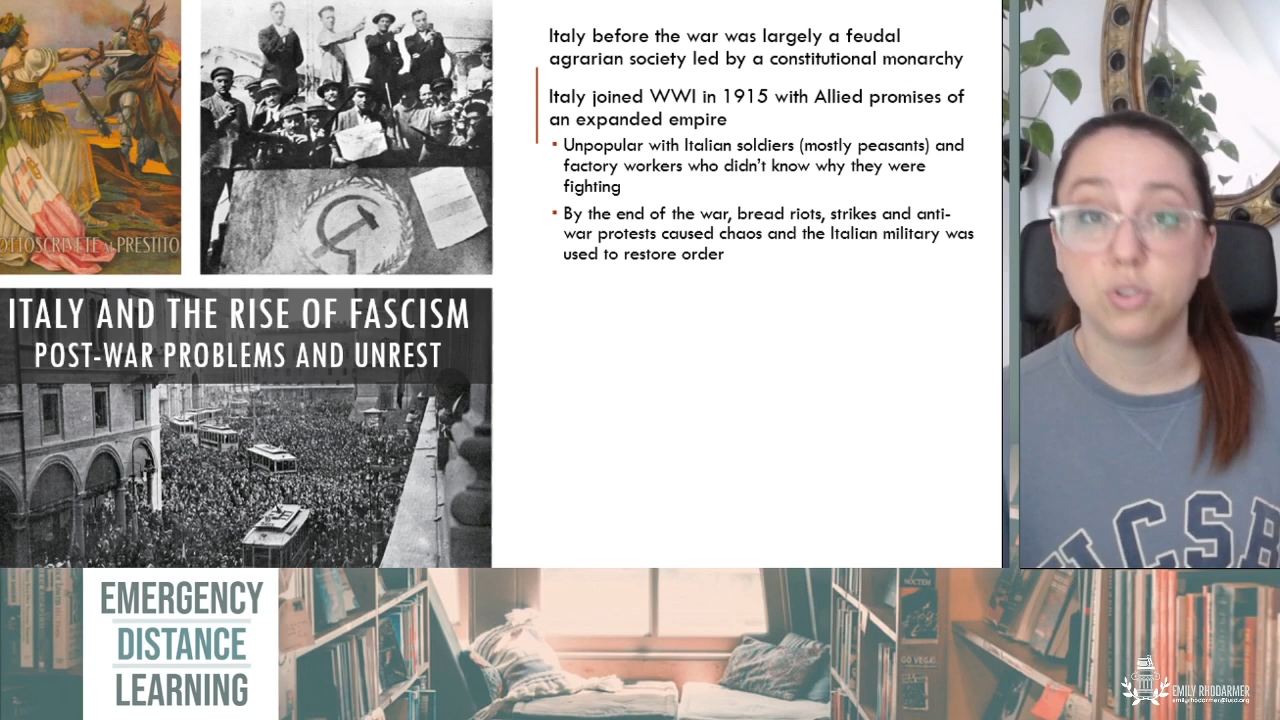 OTTOSCRIVETE AL PRESTITO
Italy before the war was largely a feudal
agrarian society led by a constitutional monarchy
Italy joined WWI in 1915 with Allied promises of
an expanded empire
▪ Unpopular with Italian soldiers (mostly peasants) and
factory workers who didn't know why they were
fighting
▪ By the end of the war, bread riots, strikes and anti-
war protests caused chaos and the Italian military was
used to restore order
ITALY AND THE RISE OF FASCISM
POST-WAR PROBLEMS AND UNREST
UCSB
EMERGENCY
DISTANCE
LEARNING
GO VEGA!
EMILY RHODARMER